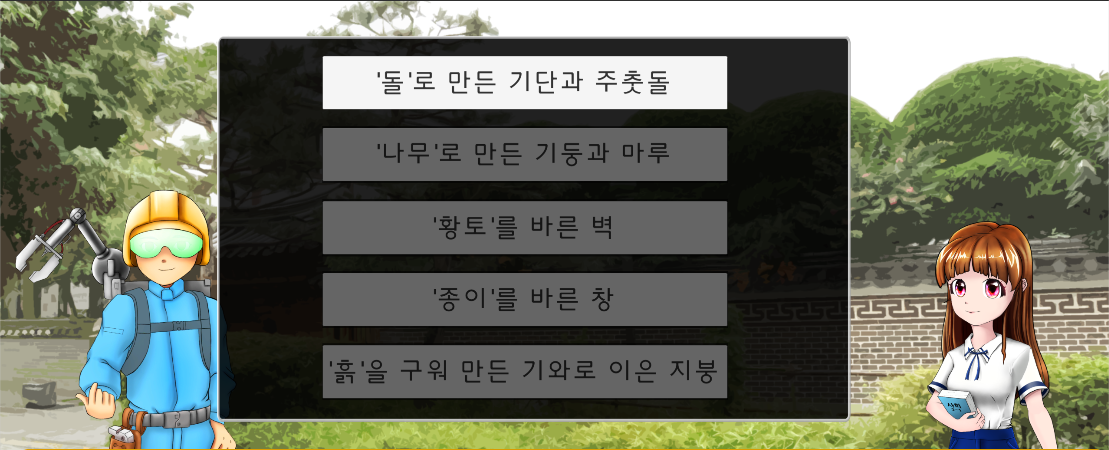 '돌'로 만든 기단과 주춧돌
'나무'로 만든 기둥과 마루
'황토'를 바른 벽
'종이'를 바른 창
'흙'을 구워 만든 기와로 이은 지붕